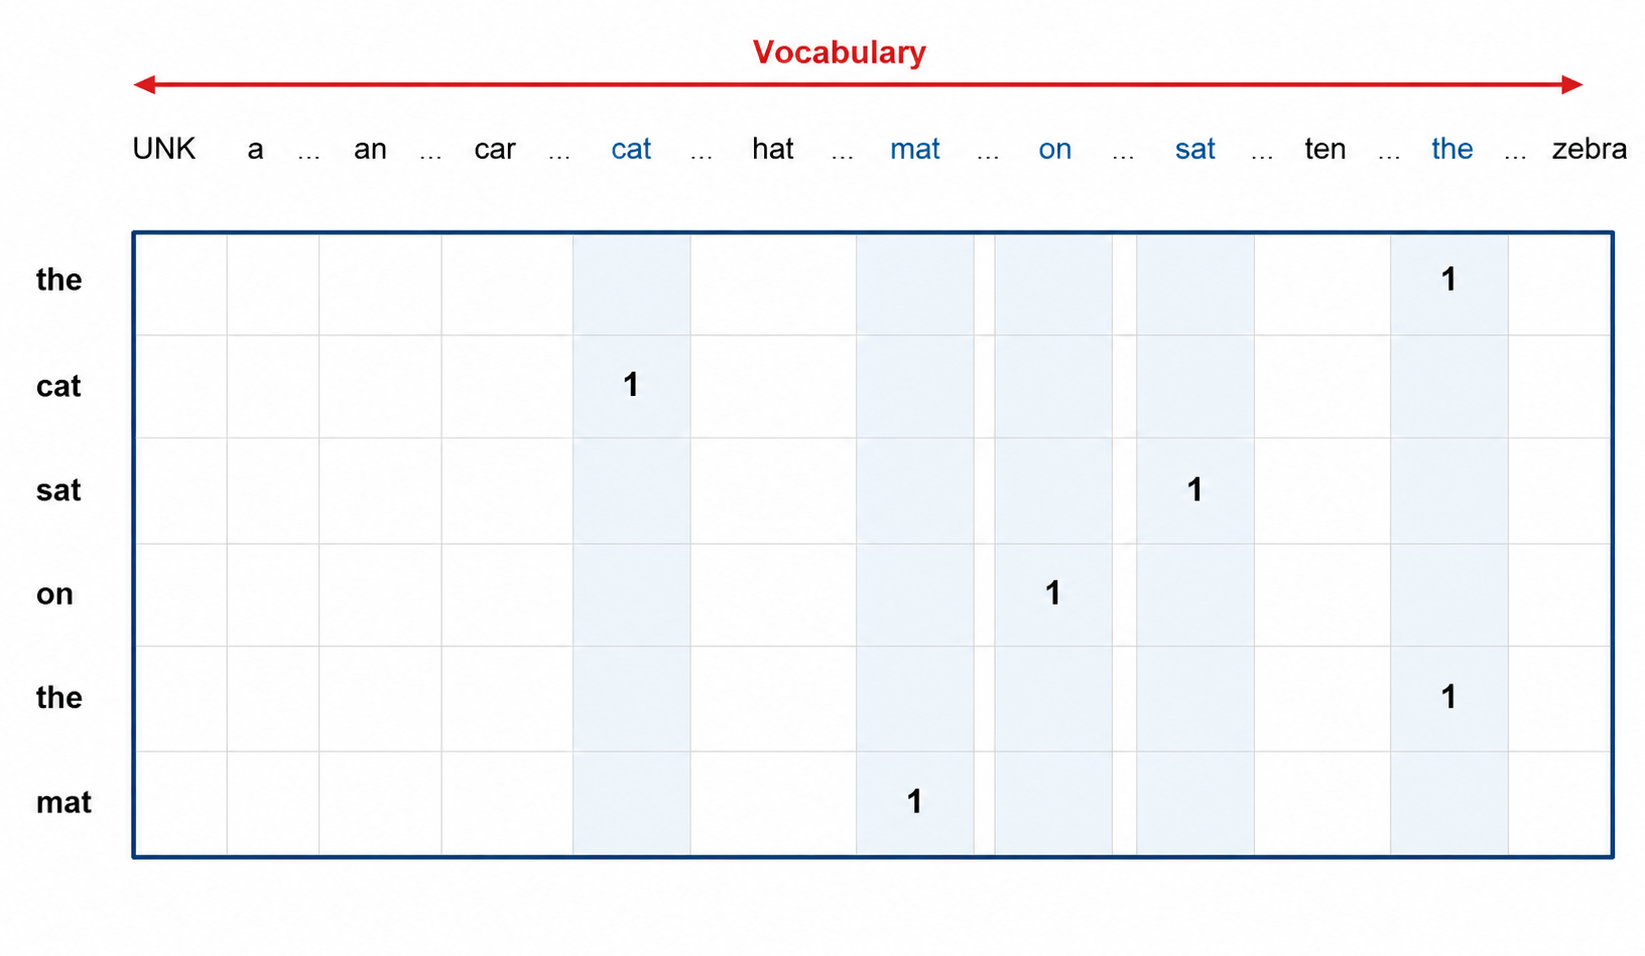 Vocabulary
UNK a ... an ... car ... cat ... hat ... mat ... on ... sat ... ten ... the ... zebra
the 1
cat 1
sat 1
on 1
the 1
mat 1